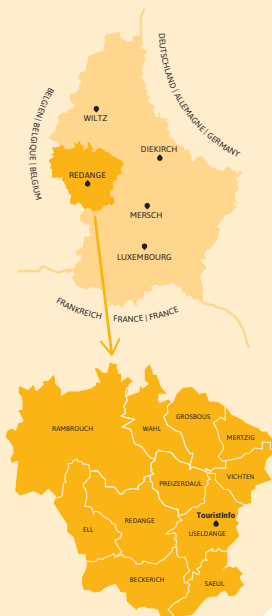 DEUTSCHLAND | ALLEMAGNE | GERMANY
BELGIEN | BELGIQUE | BELGIUM
WILTZ
DIEKIRCH
REDANGE
MERSCH
LUXEMBOURG
FRANKREICH FRANCE | FRANCE
GROSBOUS
RAMBROUCH
WAHL
MERTZIG
VICHTEN
PREIZERDAUL
TouristInfo
REDANGE
ELL
USELDANGE
BECKERICH
SAEUL